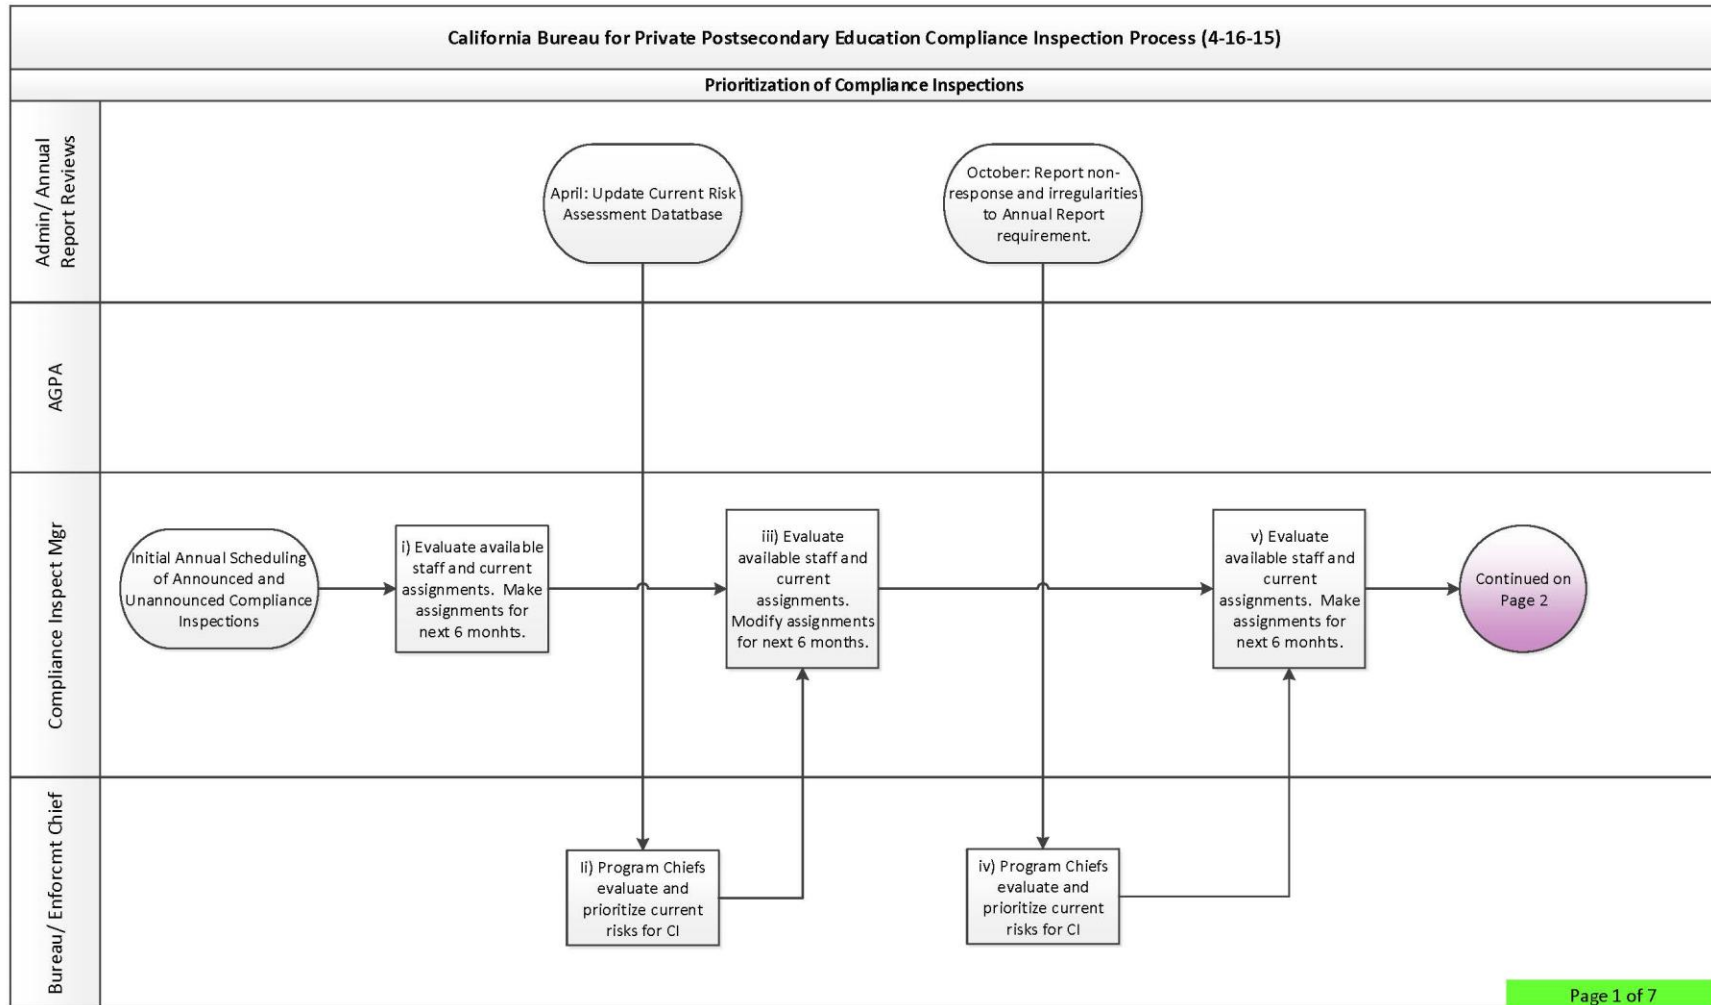 California Bureau for Private Postsecondary Education Compliance Inspection Process (4-16-15)
Prioritization of Compliance Inspections
Admin/ Annual
Report Reviews
April: Update Current Risk
Assessment Datatbase
October: Report non-
response and irregularities
to Annual Report
requirement.
AGPA
Compliance Inspect Mgr
Initial Annual Scheduling
of Announced and
Unannounced Compliance
Inspections
i) Evaluate available
staff and current
assignments.  Make
assignments for
next 6 monhts.
iii) Evaluate
available staff and
current
assignments.
Modify assignments
for next 6 months.
v) Evaluate
available staff and
current
assignments.  Make
assignments for
next 6 monhts.
Continued on
Page 2
Bureau/ Enforcmt Chief
Ii) Program Chiefs
evaluate and
prioritize current
risks for CI
iv) Program Chiefs
evaluate and
prioritize current
risks for CI
Page 1 of 7